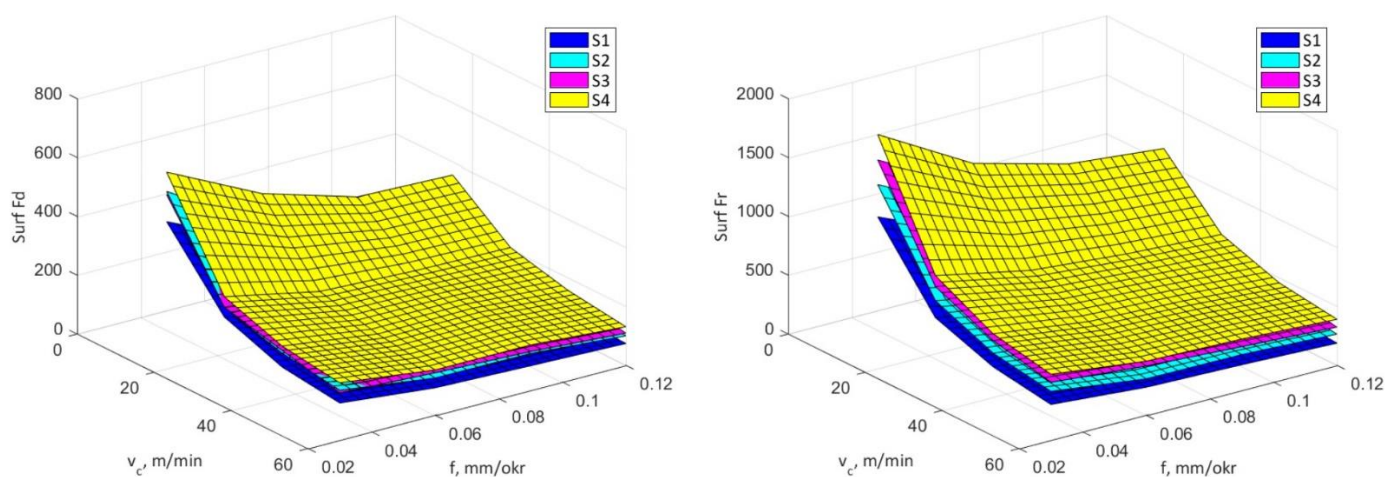 S1
S2
S3
S4
800
600
400
200
0
Surf Fd
0
20
40
60
v_c, m/min
0.02
0.04
0.06
0.08
0.1
0.12
f, mm/okr
S1
S2
S3
S4
2000
1500
1000
500
0
Surf Fr
0
20
40
60
v_c, m/min
0.02
0.04
0.06
0.08
0.1
0.12
f, mm/okr